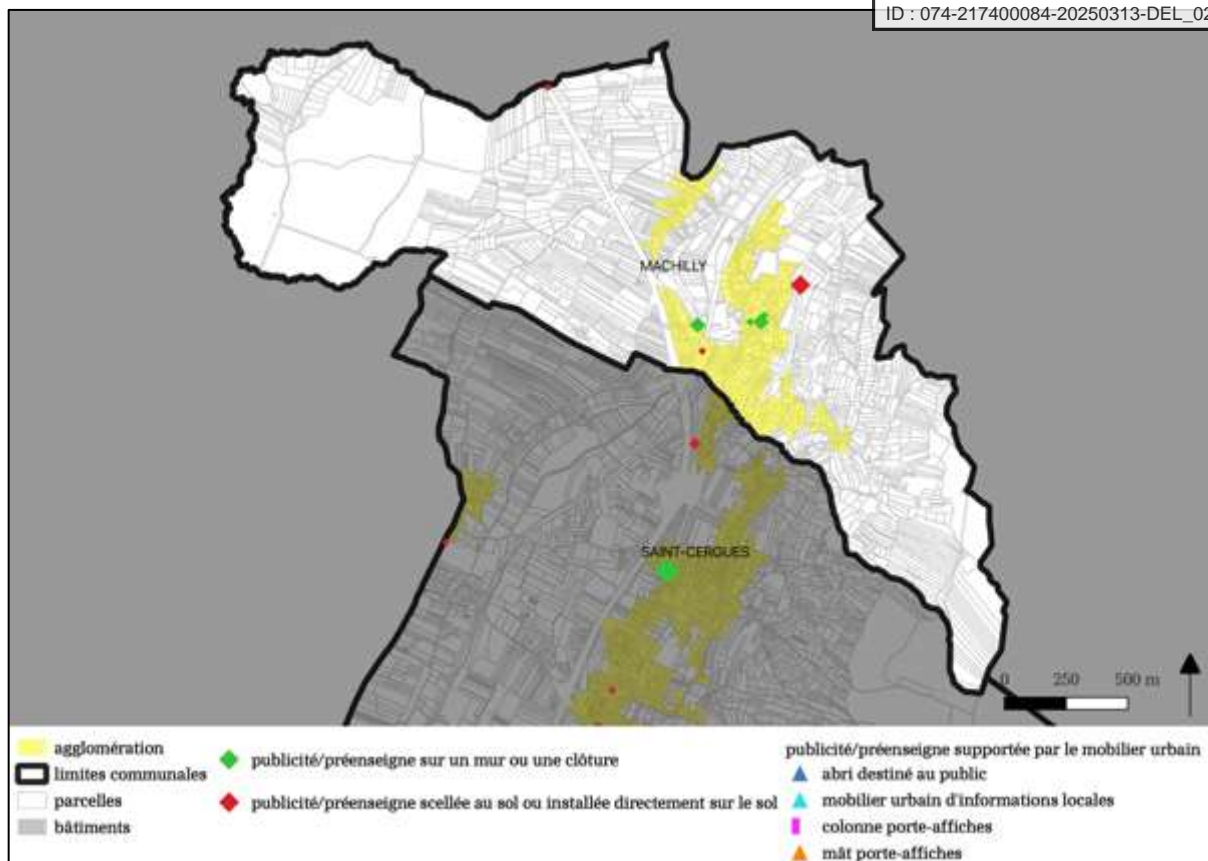 ID : 074-217400084-20250313-DEL_02
MACHILLY
SAINT-CERGUES
0 250 500 m
agglomération
limites communales
parcelles
bâtiments
publicité/préenseigne sur un mur ou une clôture
publicité/préenseigne scellée au sol ou installée directement sur le sol
publicité/préenseigne supportée par le mobilier urbain
abri destiné au public
mobilier urbain d'informations locales
colonne porte-affiches
mât porte-affiches